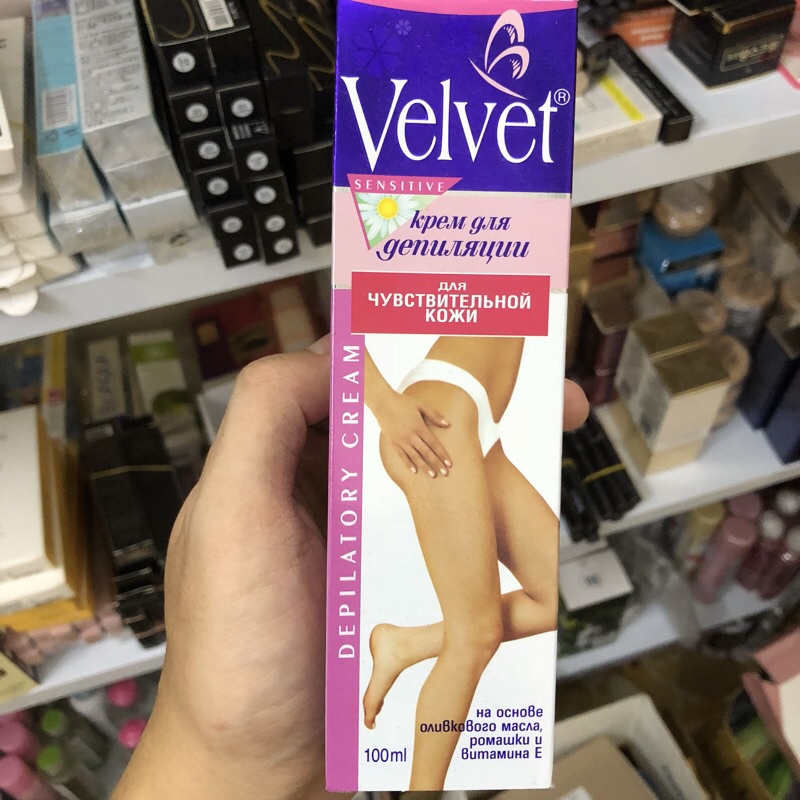 Velvet®
SENSITIVE
крем для
депиляции
для
ЧУВСТВИТЕЛЬНОЙ
КОЖИ
DEPILATORY CREAM
на основе
оливкового масла,
ромашки и
витамина Е
100ml